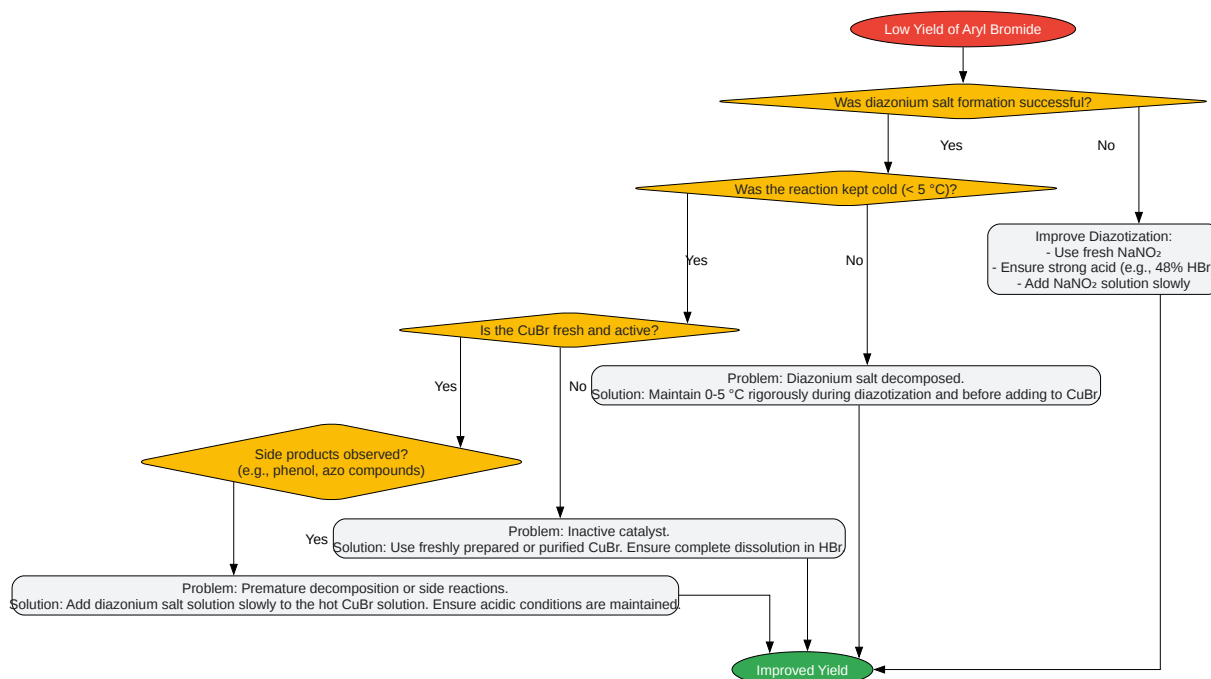 Low Yield of Aryl Bromide
Was diazonium salt formation successful?
Yes
No
Was the reaction kept cold (< 5 °C)?
Improve Diazotization:
- Use fresh NaNO₂
- Ensure strong acid (e.g., 48% HBr
- Add NaNO₂ solution slowly
Yes
No
Is the CuBr fresh and active?
Yes
No
Problem: Diazonium salt decomposed.
Solution: Maintain 0-5 °C rigorously during diazotization and before adding to CuBr.
Side products observed?
(e.g., phenol, azo compounds)
Yes
Problem: Inactive catalyst.
Solution: Use freshly prepared or purified CuBr. Ensure complete dissolution in HBr.
Problem: Premature decomposition or side reactions.
Solution: Add diazonium salt solution slowly to the hot CuBr solution. Ensure acidic conditions are maintained.
Improved Yield